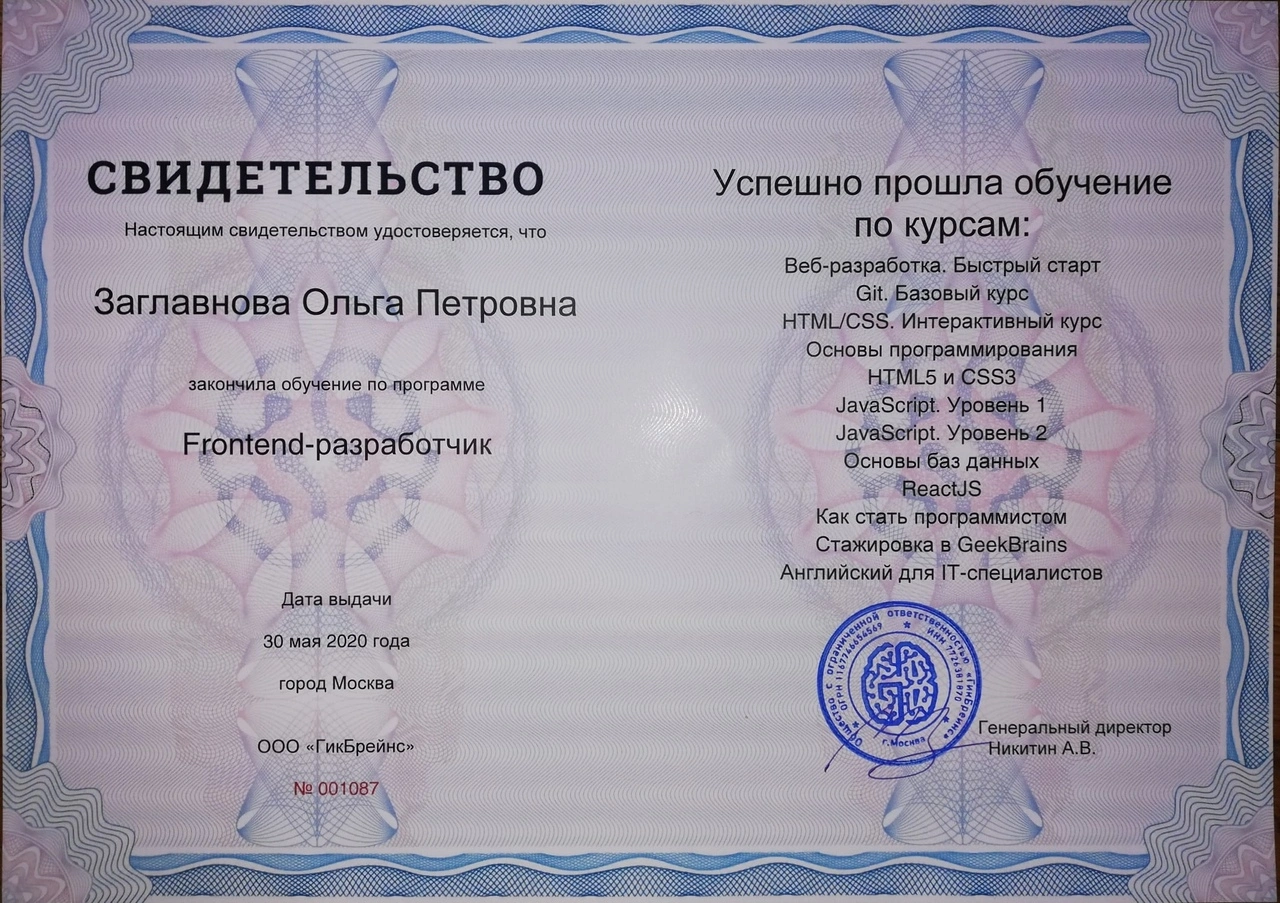 СВИДЕТЕЛЬСТВО
Настоящим свидетельством удостоверяется, что
Заглавнова Ольга Петровна
закончила обучение по программе
Frontend-разработчик
Дата выдачи
30 мая 2020 года
город Москва
ООО «ГикБрейнс»
№ 001087
Успешно прошла обучение
по курсам:
Веб-разработка. Быстрый старт
Git. Базовый курс
HTML/CSS. Интерактивный курс
Основы программирования
HTML5 и CSS3
JavaScript. Уровень 1
JavaScript. Уровень 2
Основы баз данных
ReactJS
Как стать программистом
Стажировка в GeekBrains
Английский для IT-специалистов
Общество с ограниченной ответственностью «ГикБрейнс»
ОГРН 1167746654569
ИНН 7726381870
г.Москва
Генеральный директор
Никитин А.В.